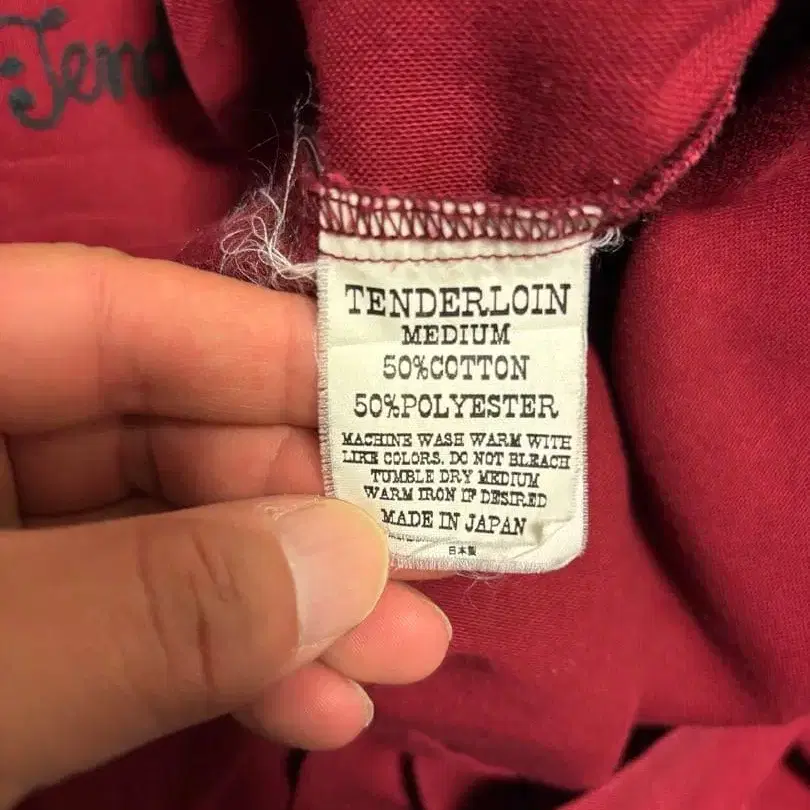 Tend
TENDERLOIN
MEDIUM
50%COTTON
50%POLYESTER
MACHINE WASH WARM WITH
LIKE COLORS. DO NOT BLEACH
TUMBLE DRY MEDIUM
WARM IRON IF DESIRED
MADE IN JAPAN
日本製